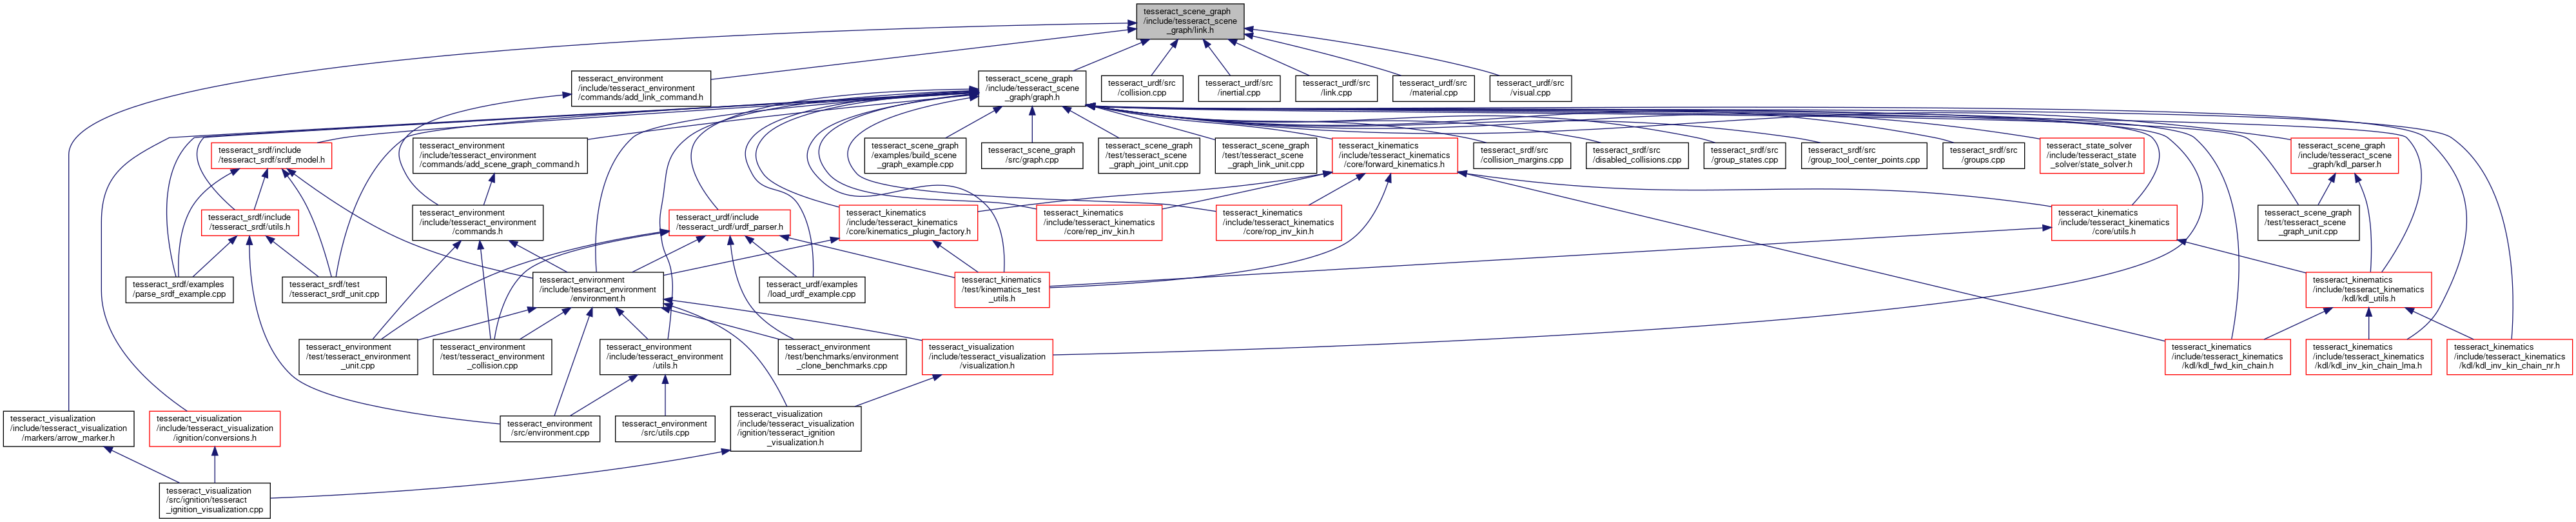 tesseract_scene_graph
/include/tesseract_scene
_graph/link.h
tesseract_environment
/include/tesseract_environment
/commands/add_link_command.h
tesseract_scene_graph
/include/tesseract_scene
_graph/graph.h
tesseract_urdf/src
/collision.cpp
tesseract_urdf/src
/inertial.cpp
tesseract_urdf/src
/link.cpp
tesseract_urdf/src
/material.cpp
tesseract_urdf/src
/visual.cpp
tesseract_srdf/include
/tesseract_srdf/srdf_model.h
tesseract_environment
/include/tesseract_environment
/commands/add_scene_graph_command.h
tesseract_scene_graph
/examples/build_scene
_graph_example.cpp
tesseract_scene_graph
/src/graph.cpp
tesseract_scene_graph
/test/tesseract_scene
_graph_joint_unit.cpp
tesseract_scene_graph
/test/tesseract_scene
_graph_link_unit.cpp
tesseract_kinematics
/include/tesseract_kinematics
/core/forward_kinematics.h
tesseract_srdf/src
/collision_margins.cpp
tesseract_srdf/src
/disabled_collisions.cpp
tesseract_srdf/src
/group_states.cpp
tesseract_srdf/src
/group_tool_center_points.cpp
tesseract_srdf/src
/groups.cpp
tesseract_state_solver
/include/tesseract_state
_solver/state_solver.h
tesseract_scene_graph
/include/tesseract_scene
_graph/kdl_parser.h
tesseract_srdf/include
/tesseract_srdf/utils.h
tesseract_environment
/include/tesseract_environment
/commands.h
tesseract_urdf/include
/tesseract_urdf/urdf_parser.h
tesseract_kinematics
/include/tesseract_kinematics
/core/kinematics_plugin_factory.h
tesseract_kinematics
/include/tesseract_kinematics
/core/rep_inv_kin.h
tesseract_kinematics
/include/tesseract_kinematics
/core/rop_inv_kin.h
tesseract_kinematics
/include/tesseract_kinematics
/core/utils.h
tesseract_scene_graph
/test/tesseract_scene
_graph_unit.cpp
tesseract_srdf/examples
/parse_srdf_example.cpp
tesseract_srdf/test
/tesseract_srdf_unit.cpp
tesseract_environment
/include/tesseract_environment
/environment.h
tesseract_urdf/examples
/load_urdf_example.cpp
tesseract_kinematics
/test/kinematics_test
_utils.h
tesseract_kinematics
/include/tesseract_kinematics
/kdl/kdl_utils.h
tesseract_environment
/test/tesseract_environment
_unit.cpp
tesseract_environment
/test/tesseract_environment
_collision.cpp
tesseract_environment
/include/tesseract_environment
/utils.h
tesseract_environment
/test/benchmarks/environment
_clone_benchmarks.cpp
tesseract_visualization
/include/tesseract_visualization
/visualization.h
tesseract_kinematics
/include/tesseract_kinematics
/kdl/kdl_fwd_kin_chain.h
tesseract_kinematics
/include/tesseract_kinematics
/kdl/kdl_inv_kin_chain_lma.h
tesseract_kinematics
/include/tesseract_kinematics
/kdl/kdl_inv_kin_chain_nr.h
tesseract_visualization
/include/tesseract_visualization
/markers/arrow_marker.h
tesseract_visualization
/include/tesseract_visualization
/ignition/conversions.h
tesseract_environment
/src/environment.cpp
tesseract_environment
/src/utils.cpp
tesseract_visualization
/include/tesseract_visualization
/ignition/tesseract_ignition
_visualization.h
tesseract_visualization
/src/ignition/tesseract
_ignition_visualization.cpp